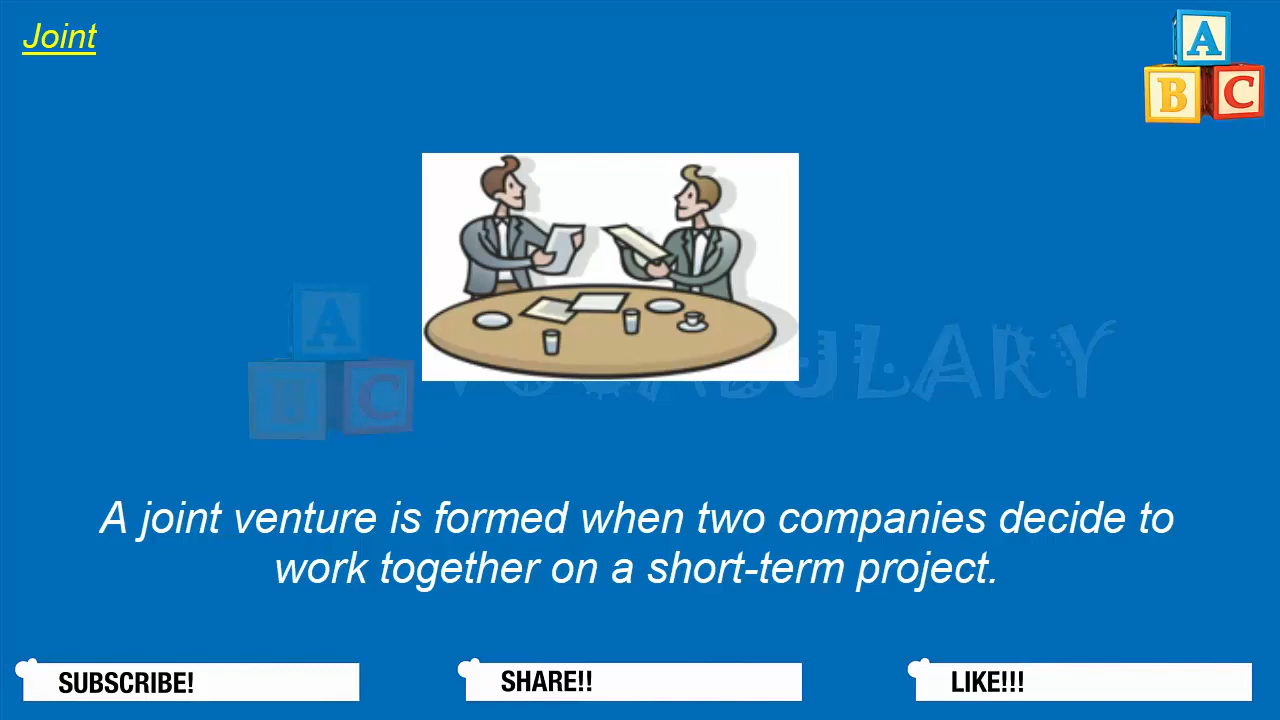 Joint
A
B C
A
B C
VOCABULARY
A joint venture is formed when two companies decide to
work together on a short-term project.
SUBSCRIBE!
SHARE!!
LIKE!!!